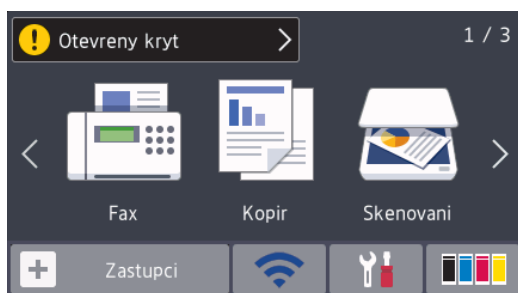 Otevreny kryt
1 / 3
Fax
Kopir
Skenovani
Zastupci